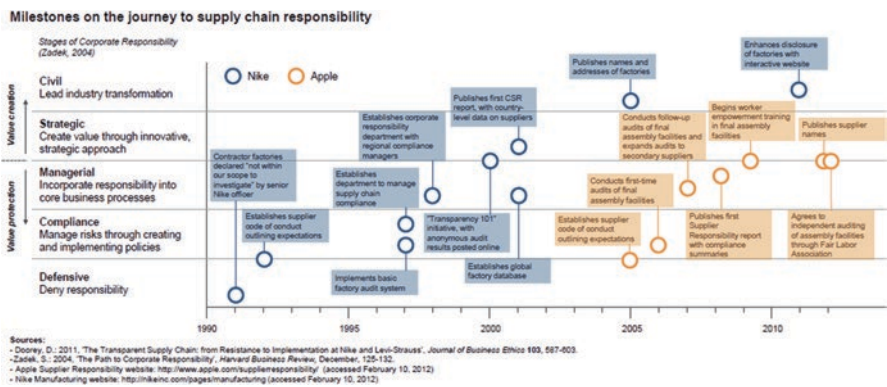 Milestones on the journey to supply chain responsibility
Stages of Corporate Responsibility
(Zadek, 2004)
Nike
Apple
Value creation
Value protection
Civil
Lead industry transformation
Strategic
Create value through innovative,
strategic approach
Managerial
Incorporate responsibility into
core business processes
Compliance
Manage risks through creating
and implementing policies
Defensive
Deny responsibility
Contractor factories
declared "not within
our scope to
investigate" by senior
Nike officer
Establishes supplier
code of conduct
outlining expectations
Establishes
department to manage
supply chain
compliance
Implements basic
factory audit system
Establishes corporate
responsibility
department with
regional compliance
managers
"Transparency 101"
initiative, with
anonymous audit
results posted online
Publishes first CSR
report, with country-
level data on suppliers
Establishes global
factory database
Publishes names and
addresses of factories
Establishes supplier
code of conduct
outlining expectations
Conducts first-time
audits of final
assembly facilities
Conducts follow-up
audits of final
assembly facilities and
expands audits to
secondary suppliers
Publishes first
Supplier
Responsibility report
with compliance
summaries
Begins worker
empowerment training
in final assembly
facilities
Enhances disclosure
of factories with
interactive website
Publishes supplier
names
Agrees to
independent auditing
of assembly facilities
through Fair Labor
Association
1990
1995
2000
2005
2010
Sources:
- Doorey, D.: 2011, 'The Transparent Supply Chain: from Resistance to Implementation at Nike and Levi-Strauss', Journal of Business Ethics 103, 587-603.
-Zadek, S.: 2004, 'The Path to Corporate Responsibility', Harvard Business Review, December, 125-132.
- Apple Supplier Responsibility website: http://www.apple.com/supplierresponsibility/ (accessed February 10, 2012)
- Nike Manufacturing website: http://nikeinc.com/pages/manufacturing (accessed February 10, 2012)